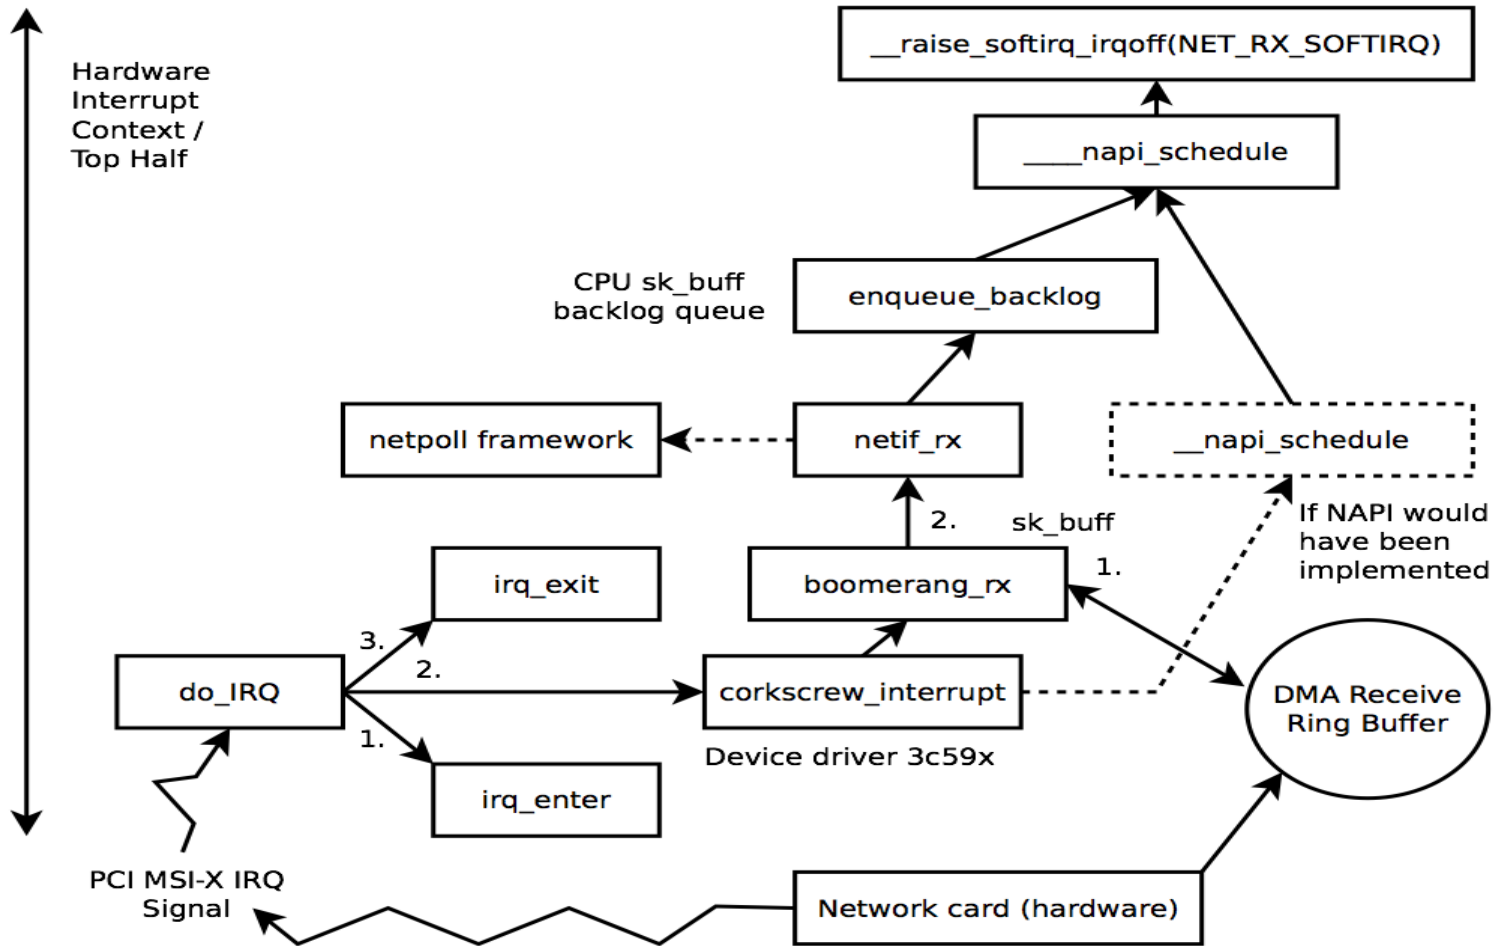 __raise_softirq_irqoff(NET_RX_SOFTIRQ)
Hardware
Interrupt
Context /
Top Half
____napi_schedule
CPU sk_buff
backlog queue
enqueue_backlog
netpoll framework
netif_rx
__napi_schedule
2.
sk_buff
If NAPI would
have been
implemented
irq_exit
boomerang_rx
1.
3.
2.
do_IRQ
corkscrew_interrupt
DMA Receive
Ring Buffer
1.
Device driver 3c59x
irq_enter
PCI MSI-X IRQ
Signal
Network card (hardware)